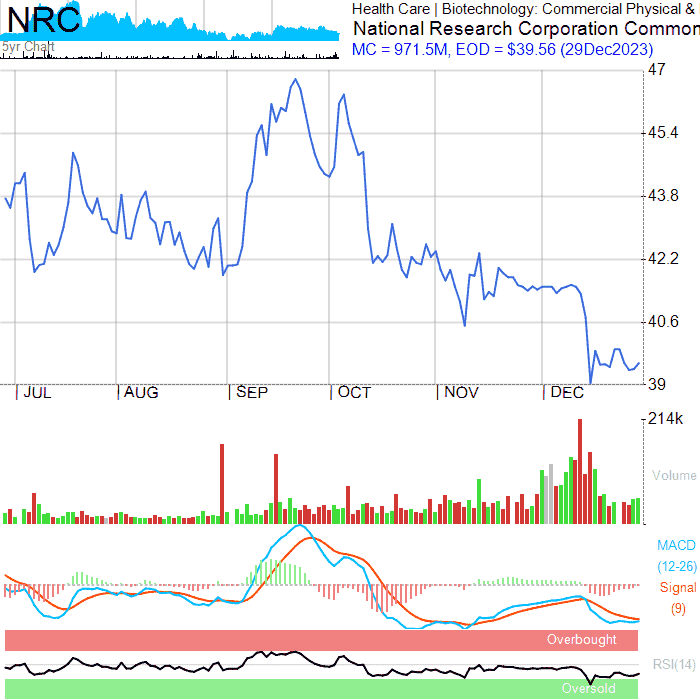 NRC
5yr Chart
Health Care | Biotechnology: Commercial Physical &
National Research Corporation Common
MC = 971.5M, EOD = $39.56 (29Dec2023)
47
45.4
43.8
42.2
40.6
39
JUL AUG SEP OCT NOV DEC
214k
Volume
MACD
(12-26)
Signal
(9)
Overbought
RSI(14)
Oversold